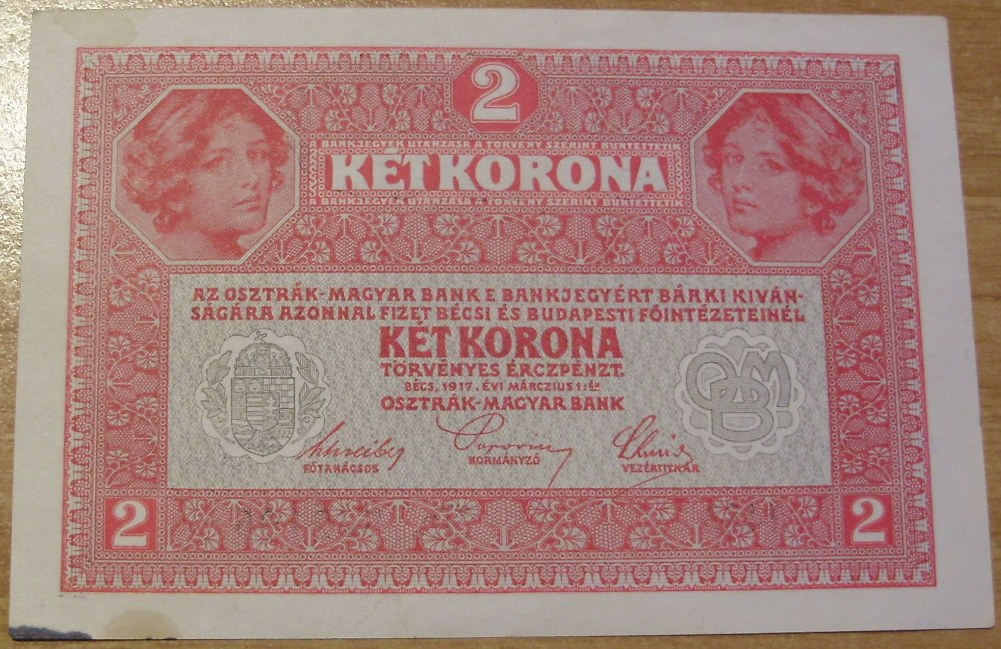 2
BANKJEGYEK UTÁNZÁSA A TÖRVÉNY SZERINT BÜNTETTETIK
KÉT KORONA
A BANKJEGYEK UTÁNZÁSA A TÖRVÉNY SZERINT BÜNTETTETIK
AZ OSZTRÁK-MAGYAR BANK E BANKJEGYÉRT BÁRKI KIVÁN-
SÁGÁRA AZONNAL FIZET BÉCSI ÉS BUDAPESTI FŐINTÉZETEINÉL
KÉT KORONA
TÖRVÉNYES ÉRCZPÉNZT.
BÉCS, 1917. ÉVI MÁRCZIUS 1:én
OSZTRÁK-MAGYAR BANK
FŐTANÁCSOS
KORMÁNYZÓ
VEZÉRTITKÁR
2
2